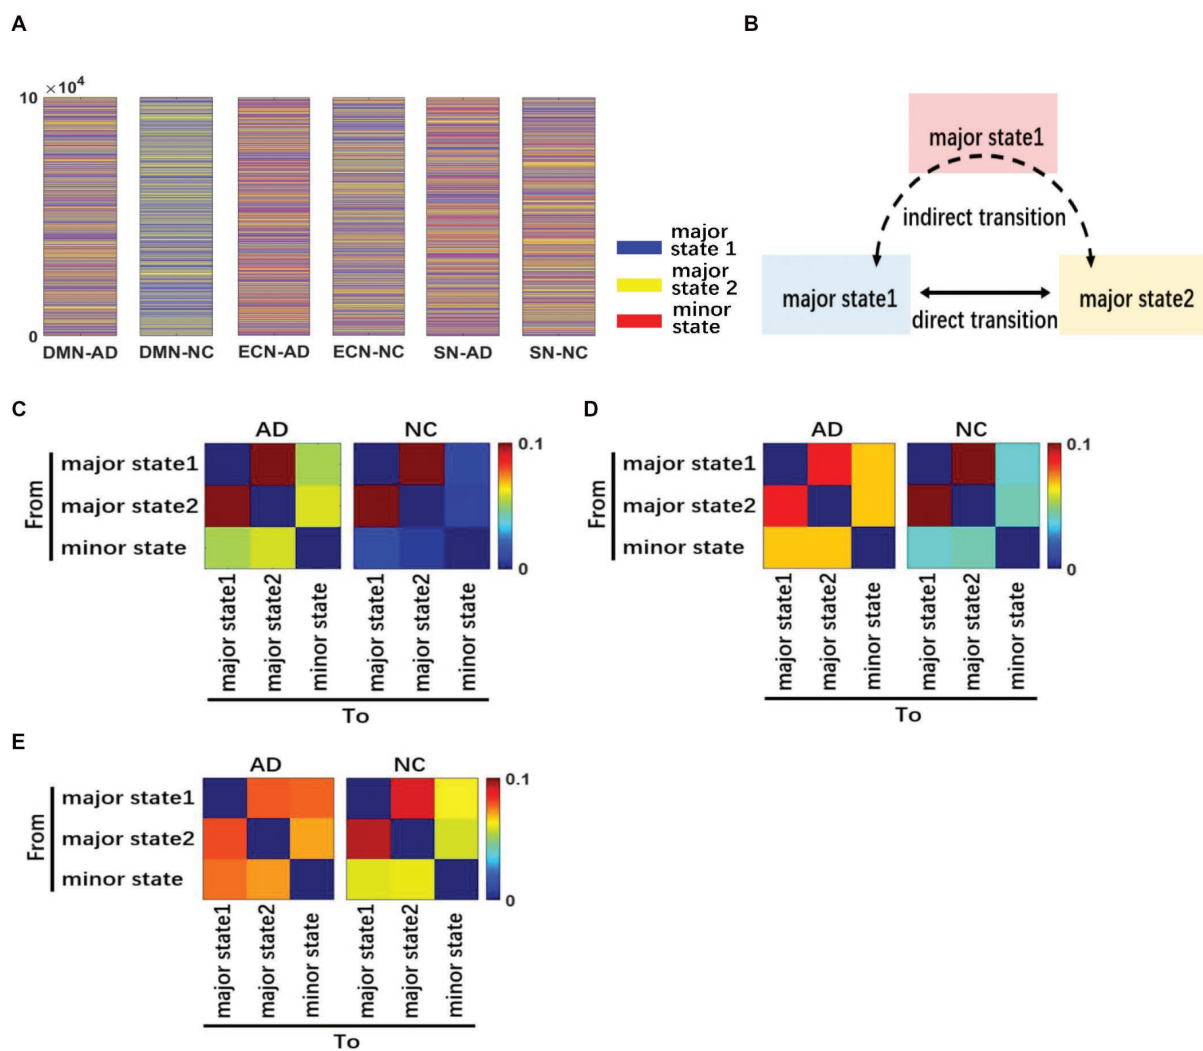 A
B
×10⁴
10
0
DMN-AD
DMN-NC
ECN-AD
ECN-NC
SN-AD
SN-NC
major
state 1
major
state 2
minor
state
major state1
indirect transition
major state1
major state2
direct transition
C
AD
NC
From
major state1
major state2
minor state
0.1
0
major state1
major state2
minor state
major state1
major state2
minor state
To
D
AD
NC
From
major state1
major state2
minor state
0.1
0
major state1
major state2
minor state
major state1
major state2
minor state
To
E
AD
NC
From
major state1
major state2
minor state
0.1
0
major state1
major state2
minor state
major state1
major state2
minor state
To